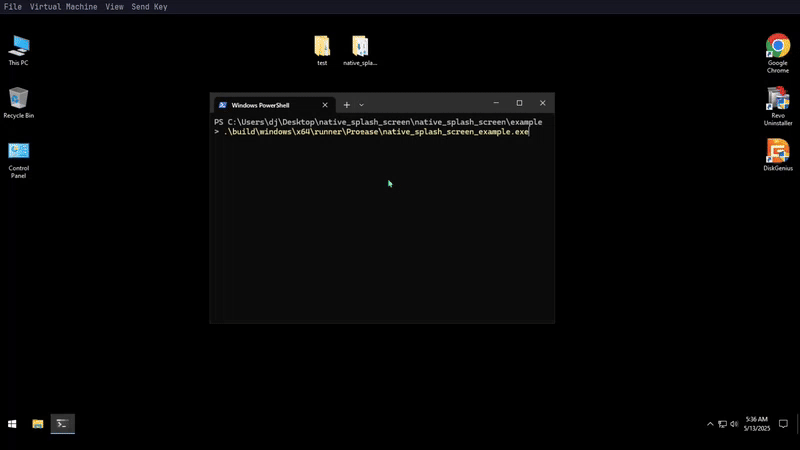 File Virtual Machine View Send Key
This PC
test
native_spla...
Google
Chrome
Recycle Bin
Revo
Uninstaller
Control
Panel
DiskGenius
Windows PowerShell
PS C:\Users\dj\Desktop\native_splash_screen\native_splash_screen\example
> .\build\windows\x64\runner\Proease\native_splash_screen_example.exe
5:36 AM
5/13/2025